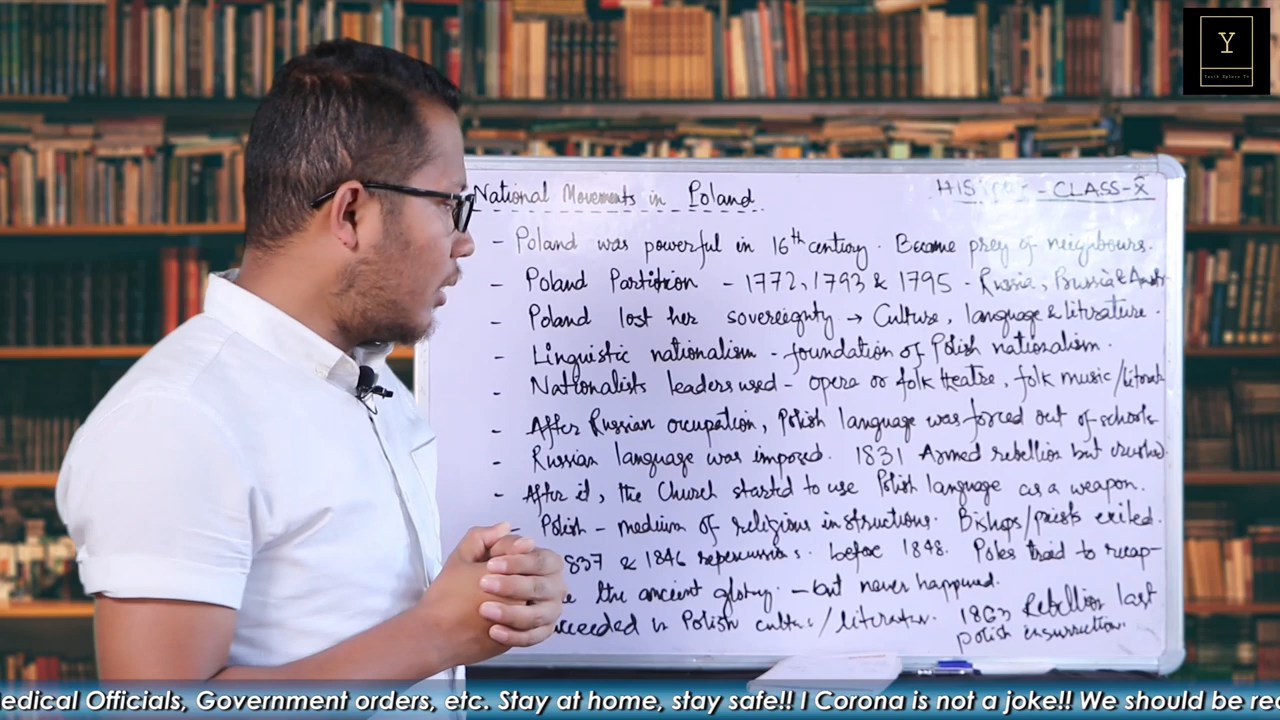 Y
National Movements in Poland
HISTORY - CLASS-X
- Poland was powerful in 16th century. Became prey of neighbours.
- Poland Partition - 1772, 1793 & 1795 - Russia, Prussia &
- Poland lost her sovereignty → Culture, language & literature.
- Linguistic nationalism - foundation of Polish nationalism.
- Nationalists leaders used - opera or folk theatre, folk music/literat
- After Russian occupation, Polish language was forced out of schools
- Russian language was imposed. 1831 Armed rebellion but crushed.
- After it, the Church started to use Polish language as a weapon.
- Polish - medium of religious instructions. Bishops/priests exiled.
837 & 1846 before 1848. Poles tried to recap-
the ancient glory. - but never happened.
cceeded in Polish culture/literature. 1863 Rebellion last
polish insurrection.
edical Officials, Government orders, etc. Stay at home, stay safe!! I Corona is not a joke!! We should be re